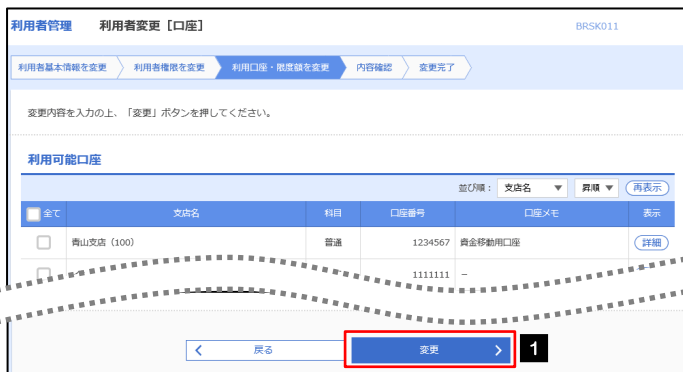 利用者管理 利用者変更［口座］ BRSK011
利用者基本情報を変更 利用者権限を変更 利用口座・限度額を変更 内容確認 変更完了
変更内容を入力の上、「変更」ボタンを押してください。
利用可能口座
並び順： 支店名 ▼ 昇順 ▼ 再表示
全て 支店名 科目 口座番号 口座メモ 表示
青山支店（100） 普通 1234567 資金移動用口座 詳細
1111111 －
戻る 変更 1